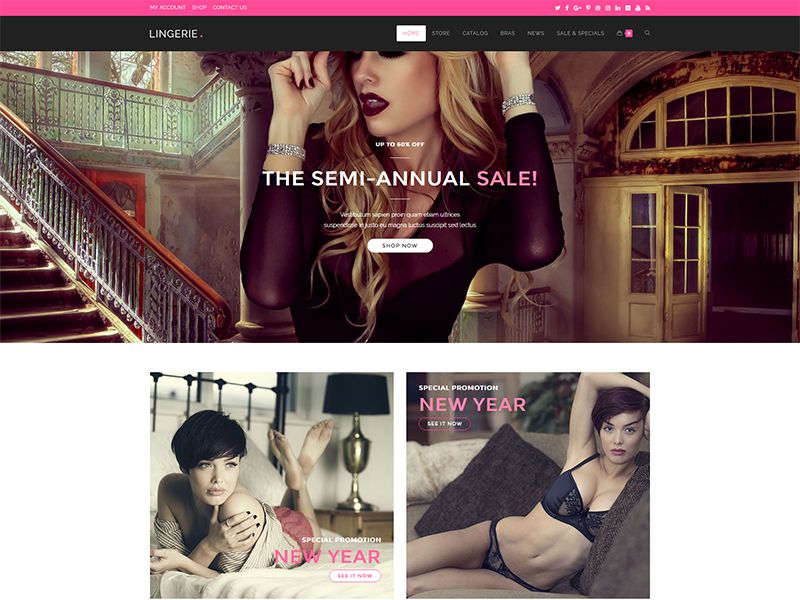 MY ACCOUNT SHOP CONTACT US
LINGERIE.
HOME STORE CATALOG BRAS NEWS SALE & SPECIALS 0
UP TO 60% OFF
THE SEMI-ANNUAL SALE!
Vestibulum sapien proin quam etiam ultrices
suspendisse in justo eu magna luctus suscipit sed lectus
SHOP NOW
SPECIAL PROMOTION
NEW YEAR
SEE IT NOW
SPECIAL PROMOTION
NEW YEAR
SEE IT NOW